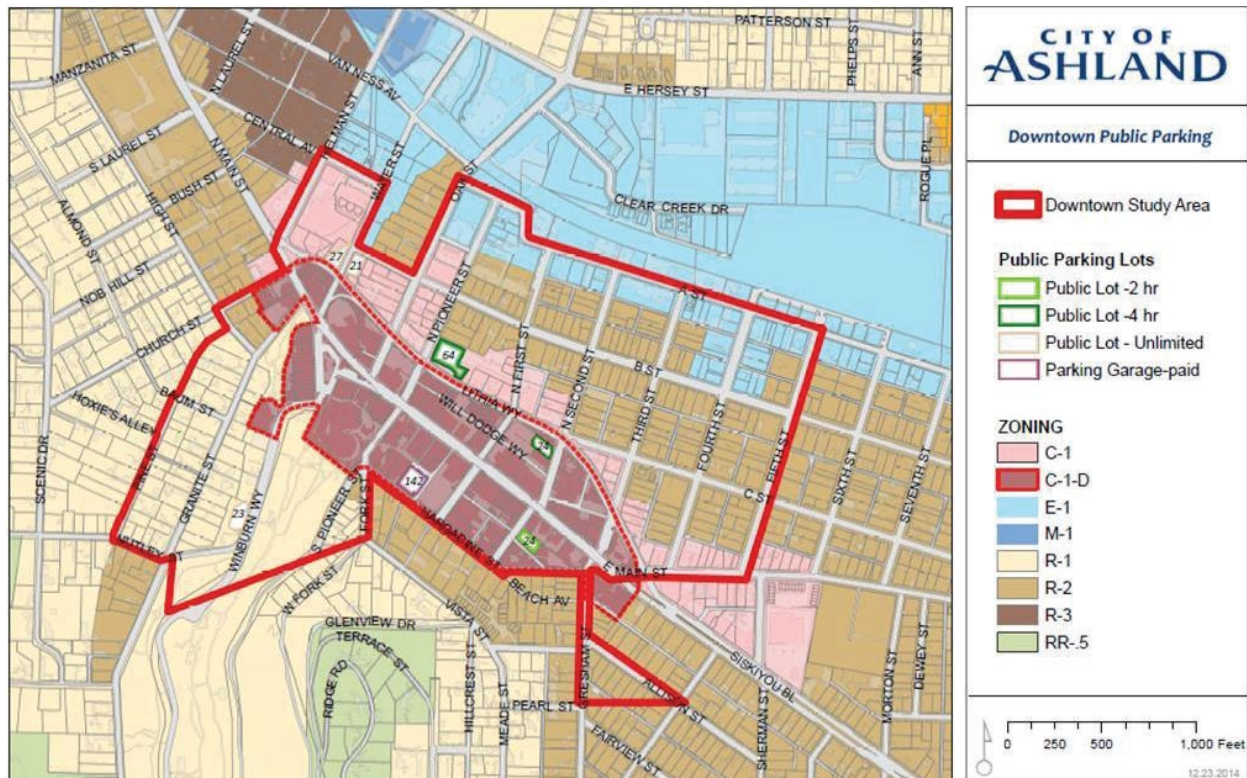 PATTERSON ST
PHELPS ST
ANN ST
MANZANITA ST
N LAUREL ST
VAN NESS AV
E HERSEY ST
CENTRAL AV
HELMAN ST
S LAUREL ST
N MAIN ST
WATER ST
OAK ST
ROGUE PL
BUSH ST
HIGH ST
ALMOND ST
CLEAR CREEK DR
NOB HILL ST
27
21
N PIONEER ST
A ST
CHURCH ST
64
N FIRST ST
N SECOND ST
B ST
LITHIA WY
THIRD ST
FOURTH ST
FIFTH ST
BAUM ST
HOXIE'S ALLEY
WILL DODGE WY
SIXTH ST
SEVENTH ST
SCENIC DR
PINE ST
GRANITE ST
142
C ST
23
WINBURN WY
S PIONEER S
FORK ST
HARGADINE ST
24
NUTLEY ST
E MAIN ST
BEACH AV
W FORK ST
VISTA ST
GLENVIEW DR
TERRACE ST
RIDGE RD
HILLCREST ST
MEADE ST
PEARL ST
GRESHAM ST
ALLISON ST
SISKIYOU BL
FAIRVIEW ST
SHERMAN ST
MORTON ST
DEWEY ST
CITY OF
ASHLAND
Downtown Public Parking
Downtown Study Area
Public Parking Lots
Public Lot -2 hr
Public Lot -4 hr
Public Lot - Unlimited
Parking Garage-paid
ZONING
C-1
C-1-D
E-1
M-1
R-1
R-2
R-3
RR-.5
0 250 500 1,000 Feet
12.23.2014